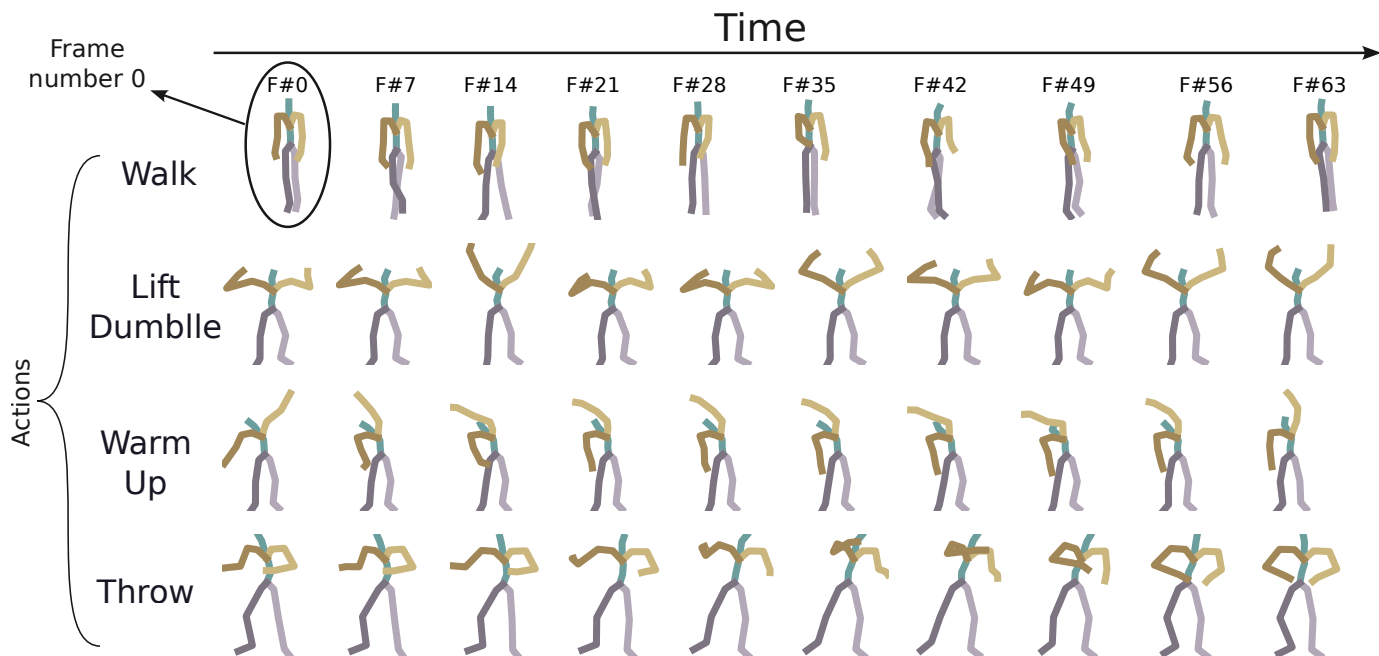 Time
Frame
number 0
F#0 F#7 F#14 F#21 F#28 F#35 F#42 F#49 F#56 F#63
Walk
Lift
Dumblle
Actions
Warm
Up
Throw